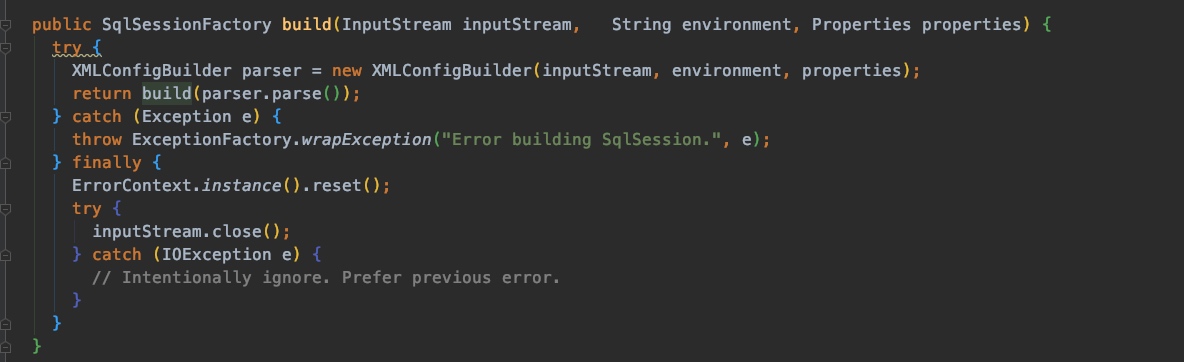 public SqlSessionFactory build(InputStream inputStream,   String environment, Properties properties) {
  try {
    XMLConfigBuilder parser = new XMLConfigBuilder(inputStream, environment, properties);
    return build(parser.parse());
  } catch (Exception e) {
    throw ExceptionFactory.wrapException("Error building SqlSession.", e);
  } finally {
    ErrorContext.instance().reset();
    try {
      inputStream.close();
    } catch (IOException e) {
      // Intentionally ignore. Prefer previous error.
    }
  }
}